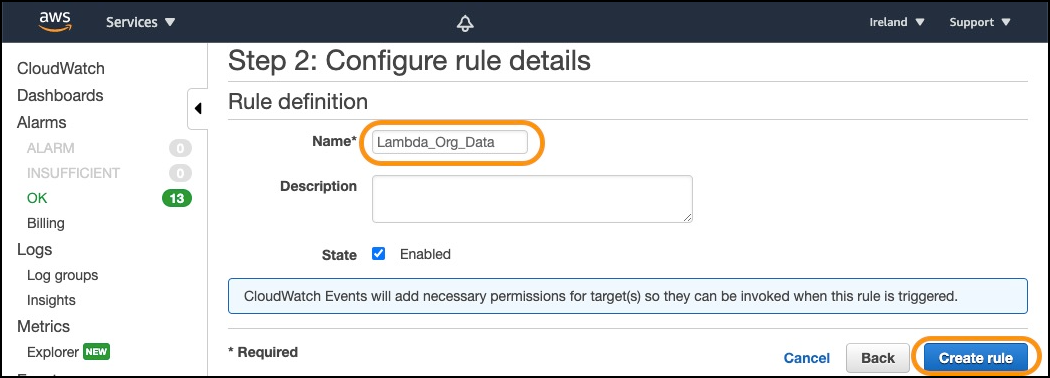 aws Services Ireland Support
CloudWatch
Dashboards
Alarms
ALARM 0
INSUFFICIENT 0
OK 13
Billing
Logs
Log groups
Insights
Metrics
Explorer NEW
Step 2: Configure rule details
Rule definition
Name* Lambda_Org_Data
Description
State Enabled
CloudWatch Events will add necessary permissions for target(s) so they can be invoked when this rule is triggered.
* Required
Cancel Back Create rule